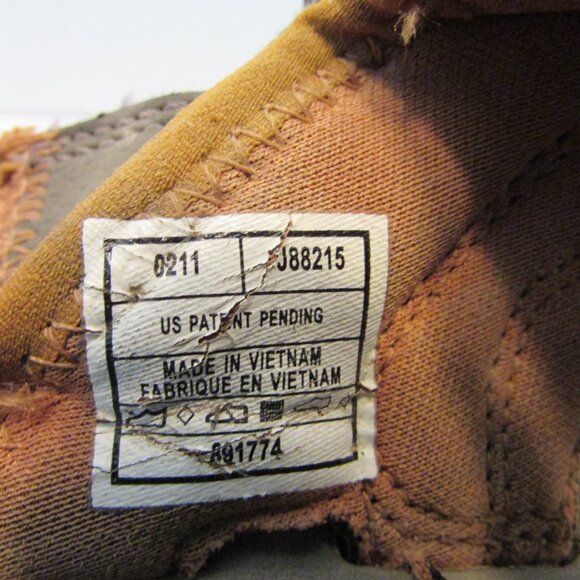 0211 J88215
US PATENT PENDING
MADE IN VIETNAM
FABRIQUE EN VIETNAM
891774